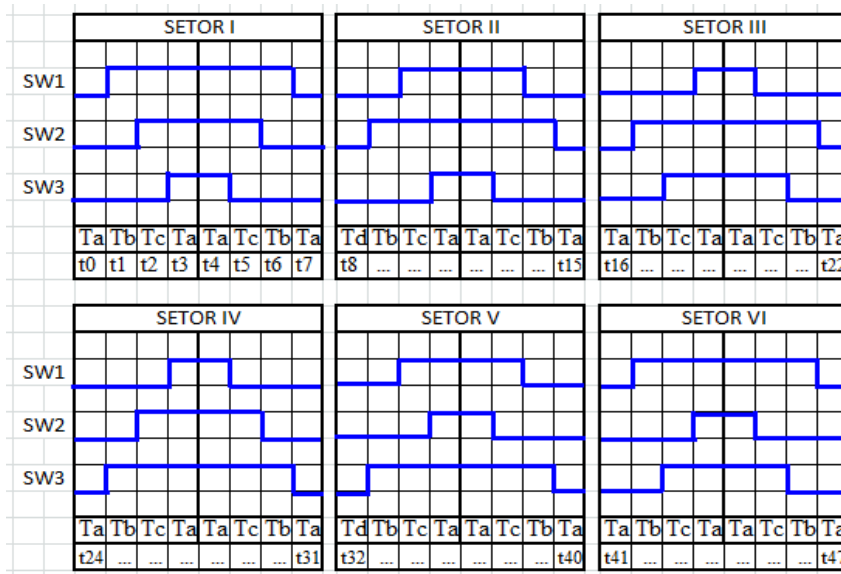 SETOR I SETOR II SETOR III
SW1
SW2
SW3
Ta Tb Tc Ta Ta Tc Tb Ta Td Tb Tc Ta Ta Tc Tb Ta Ta Tb Tc Ta Ta Tc Tb Ta
t0 t1 t2 t3 t4 t5 t6 t7 t8 ... ... ... ... ... ... t15 t16 ... ... ... ... ... ... t22
SETOR IV SETOR V SETOR VI
SW1
SW2
SW3
Ta Tb Tc Ta Ta Tc Tb Ta Td Tb Tc Ta Ta Tc Tb Ta Ta Tb Tc Ta Ta Tc Tb Ta
t24 ... ... ... ... ... ... t31 t32 ... ... ... ... ... ... t40 t41 ... ... ... ... ... ... t47